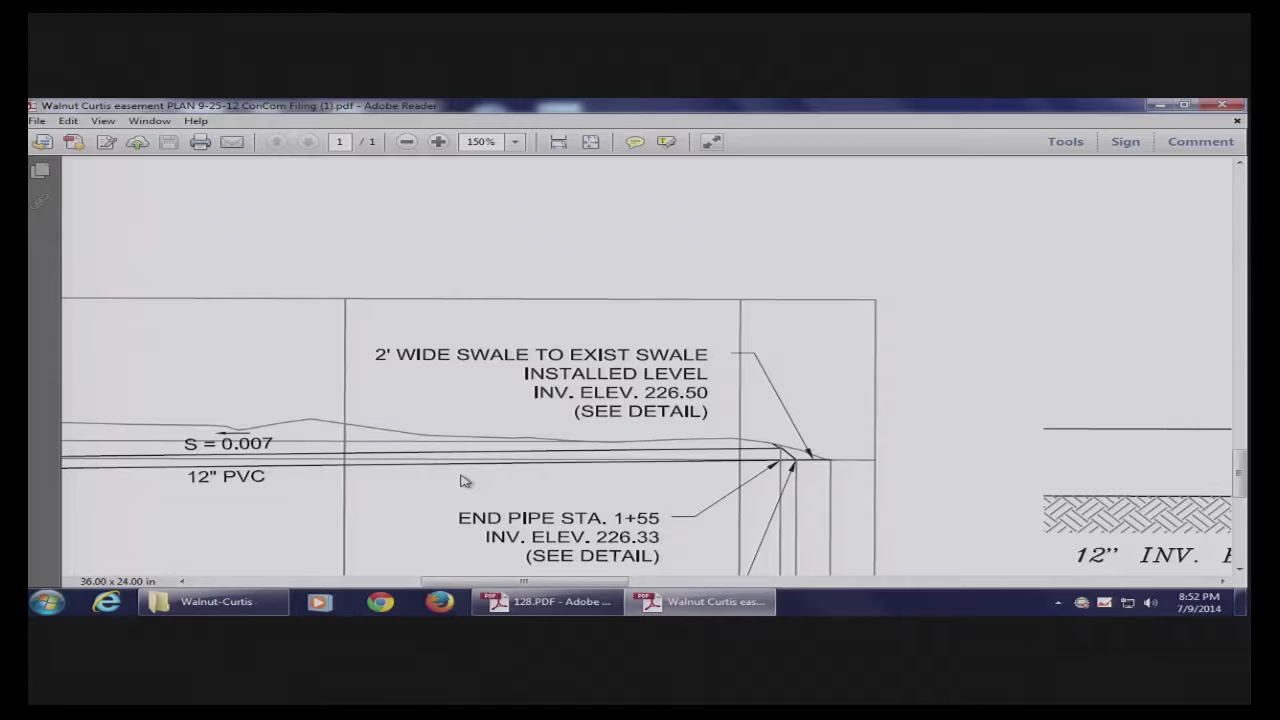 Walnut Curtis easement PLAN 9-25-12 ConCom Filing (1).pdf - Adobe Reader
File Edit View Window Help
1 / 1 150% Tools Sign Comment
2' WIDE SWALE TO EXIST SWALE
INSTALLED LEVEL
INV. ELEV. 226.50
(SEE DETAIL)
S = 0.007
12" PVC
END PIPE STA. 1+55
INV. ELEV. 226.33
(SEE DETAIL)
12" INV.
36.00 x 24.00 in
Walnut-Curtis
128.PDF - Adobe ...
Walnut Curtis eas...
8:52 PM
7/9/2014